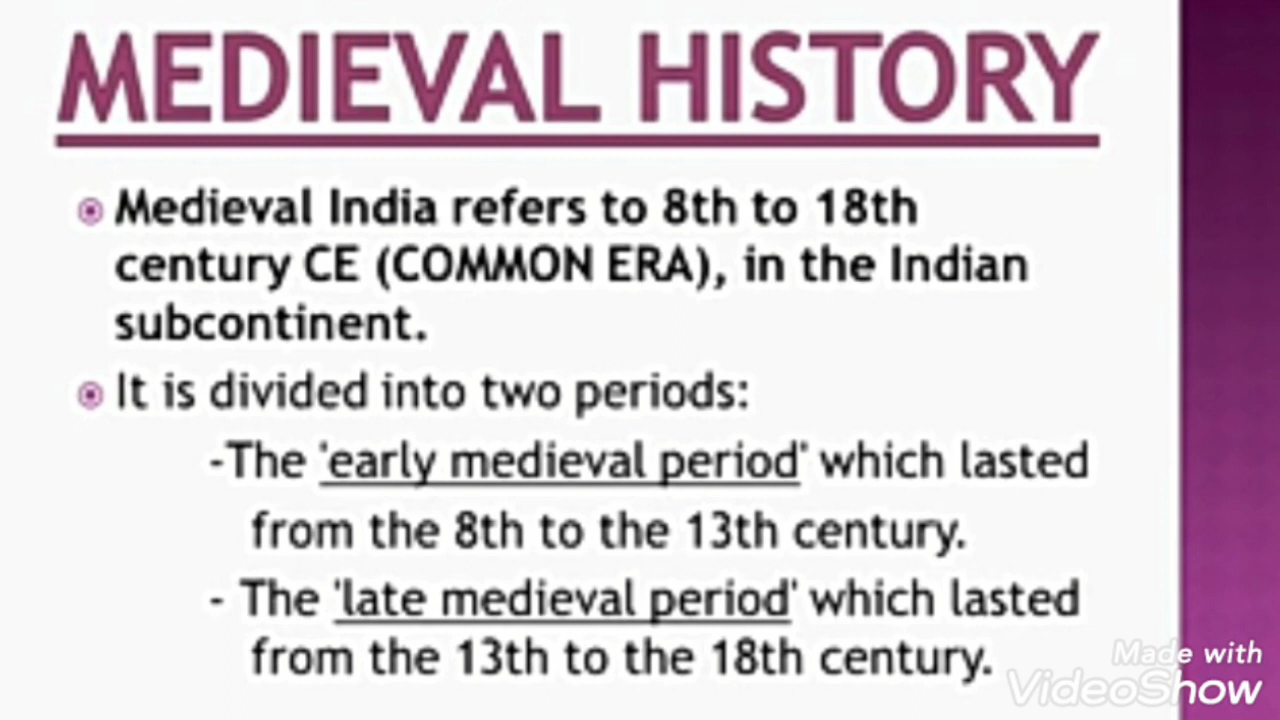 MEDIEVAL HISTORY
Medieval India refers to 8th to 18th
century CE (COMMON ERA), in the Indian
subcontinent.
It is divided into two periods:
-The 'early medieval period' which lasted
from the 8th to the 13th century.
- The 'late medieval period' which lasted
from the 13th to the 18th century.
Made with
VideoShow